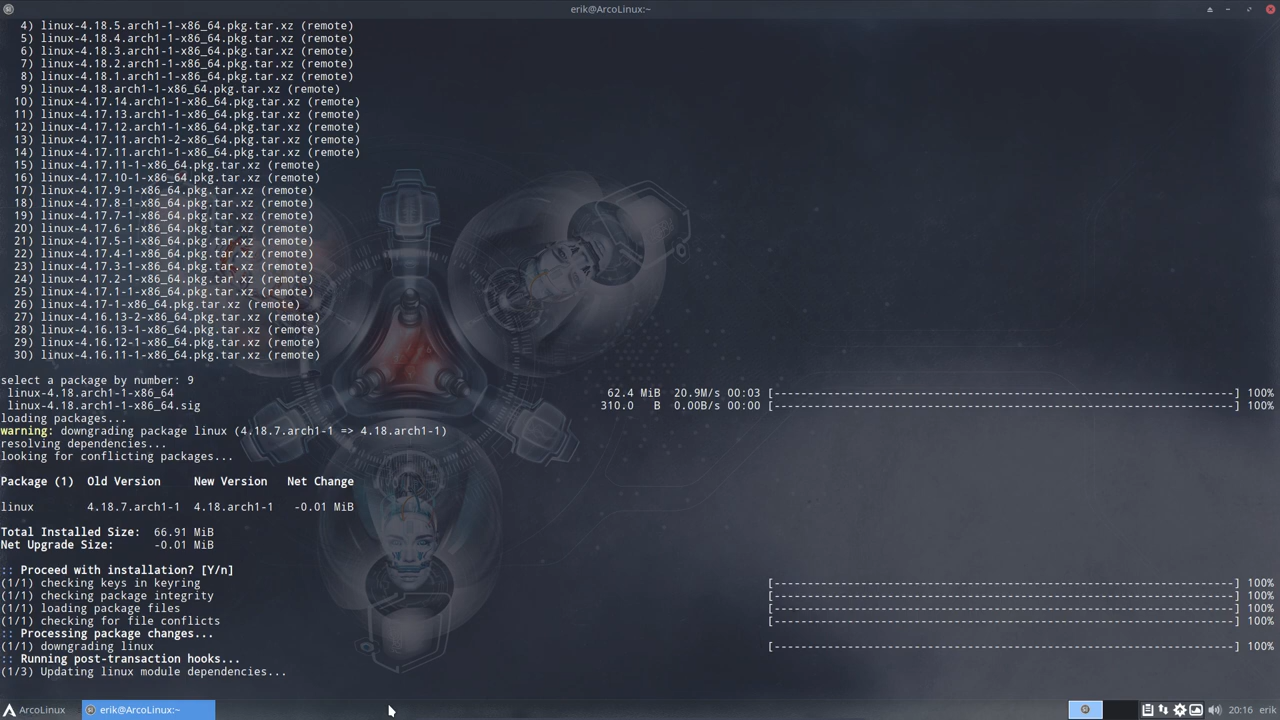 erik@ArcoLinux:~
4) linux-4.18.5.arch1-1-x86_64.pkg.tar.xz (remote)
5) linux-4.18.4.arch1-1-x86_64.pkg.tar.xz (remote)
6) linux-4.18.3.arch1-1-x86_64.pkg.tar.xz (remote)
7) linux-4.18.2.arch1-1-x86_64.pkg.tar.xz (remote)
8) linux-4.18.1.arch1-1-x86_64.pkg.tar.xz (remote)
9) linux-4.18.arch1-1-x86_64.pkg.tar.xz (remote)
10) linux-4.17.14.arch1-1-x86_64.pkg.tar.xz (remote)
11) linux-4.17.13.arch1-1-x86_64.pkg.tar.xz (remote)
12) linux-4.17.12.arch1-1-x86_64.pkg.tar.xz (remote)
13) linux-4.17.11.arch1-2-x86_64.pkg.tar.xz (remote)
14) linux-4.17.11.arch1-1-x86_64.pkg.tar.xz (remote)
15) linux-4.17.11-1-x86_64.pkg.tar.xz (remote)
16) linux-4.17.10-1-x86_64.pkg.tar.xz (remote)
17) linux-4.17.9-1-x86_64.pkg.tar.xz (remote)
18) linux-4.17.8-1-x86_64.pkg.tar.xz (remote)
19) linux-4.17.7-1-x86_64.pkg.tar.xz (remote)
20) linux-4.17.6-1-x86_64.pkg.tar.xz (remote)
21) linux-4.17.5-1-x86_64.pkg.tar.xz (remote)
22) linux-4.17.4-1-x86_64.pkg.tar.xz (remote)
23) linux-4.17.3-1-x86_64.pkg.tar.xz (remote)
24) linux-4.17.2-1-x86_64.pkg.tar.xz (remote)
25) linux-4.17.1-1-x86_64.pkg.tar.xz (remote)
26) linux-4.17-1-x86_64.pkg.tar.xz (remote)
27) linux-4.16.13-2-x86_64.pkg.tar.xz (remote)
28) linux-4.16.13-1-x86_64.pkg.tar.xz (remote)
29) linux-4.16.12-1-x86_64.pkg.tar.xz (remote)
30) linux-4.16.11-1-x86_64.pkg.tar.xz (remote)
select a package by number: 9
linux-4.18.arch1-1-x86_64 62.4 MiB 20.9M/s 00:03 [----------------------------------------------------------------------] 100%
linux-4.18.arch1-1-x86_64.sig 310.0 B 0.00B/s 00:00 [----------------------------------------------------------------------] 100%
loading packages...
warning: downgrading package linux (4.18.7.arch1-1 => 4.18.arch1-1)
resolving dependencies...
looking for conflicting packages...
Package (1) Old Version New Version Net Change
linux 4.18.7.arch1-1 4.18.arch1-1 -0.01 MiB
Total Installed Size: 66.91 MiB
Net Upgrade Size: -0.01 MiB
:: Proceed with installation? [Y/n]
(1/1) checking keys in keyring [----------------------------------------------------------------------] 100%
(1/1) checking package integrity [----------------------------------------------------------------------] 100%
(1/1) loading package files [----------------------------------------------------------------------] 100%
(1/1) checking for file conflicts [----------------------------------------------------------------------] 100%
:: Processing package changes...
(1/1) downgrading linux [----------------------------------------------------------------------] 100%
:: Running post-transaction hooks...
(1/3) Updating linux module dependencies...
ArcoLinux erik@ArcoLinux:~ 20:16 erik